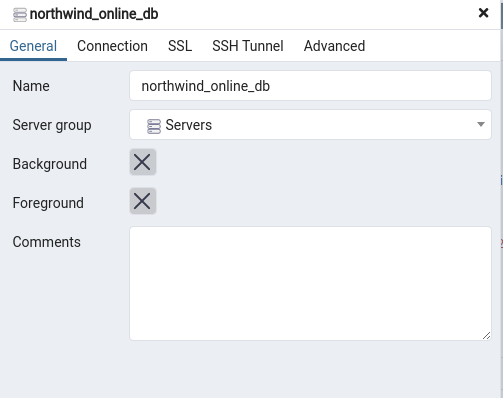 northwind_online_db
General Connection SSL SSH Tunnel Advanced
Name northwind_online_db
Server group Servers
Background
Foreground
Comments